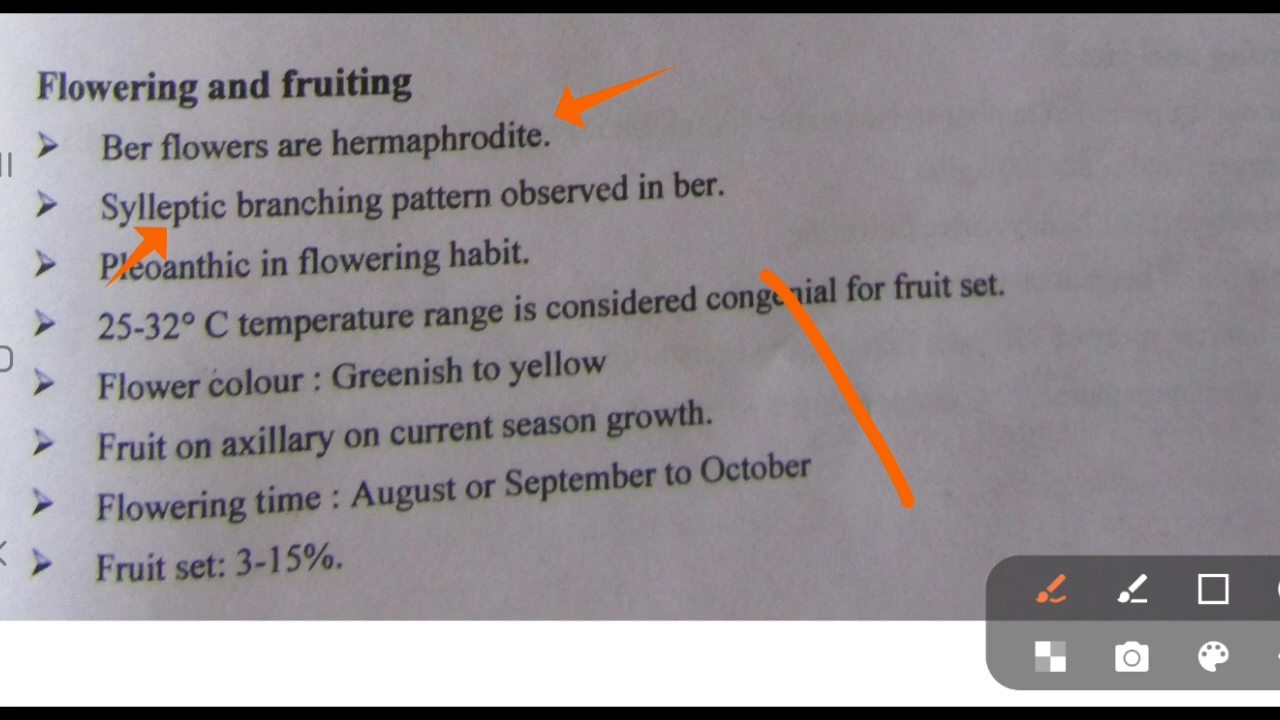 Flowering and fruiting
➢ Ber flowers are hermaphrodite.
➢ Sylleptic branching pattern observed in ber.
➢ Pleoanthic in flowering habit.
➢ 25-32° C temperature range is considered congenial for fruit set.
➢ Flower colour : Greenish to yellow
➢ Fruit on axillary on current season growth.
➢ Flowering time : August or September to October
➢ Fruit set: 3-15%.